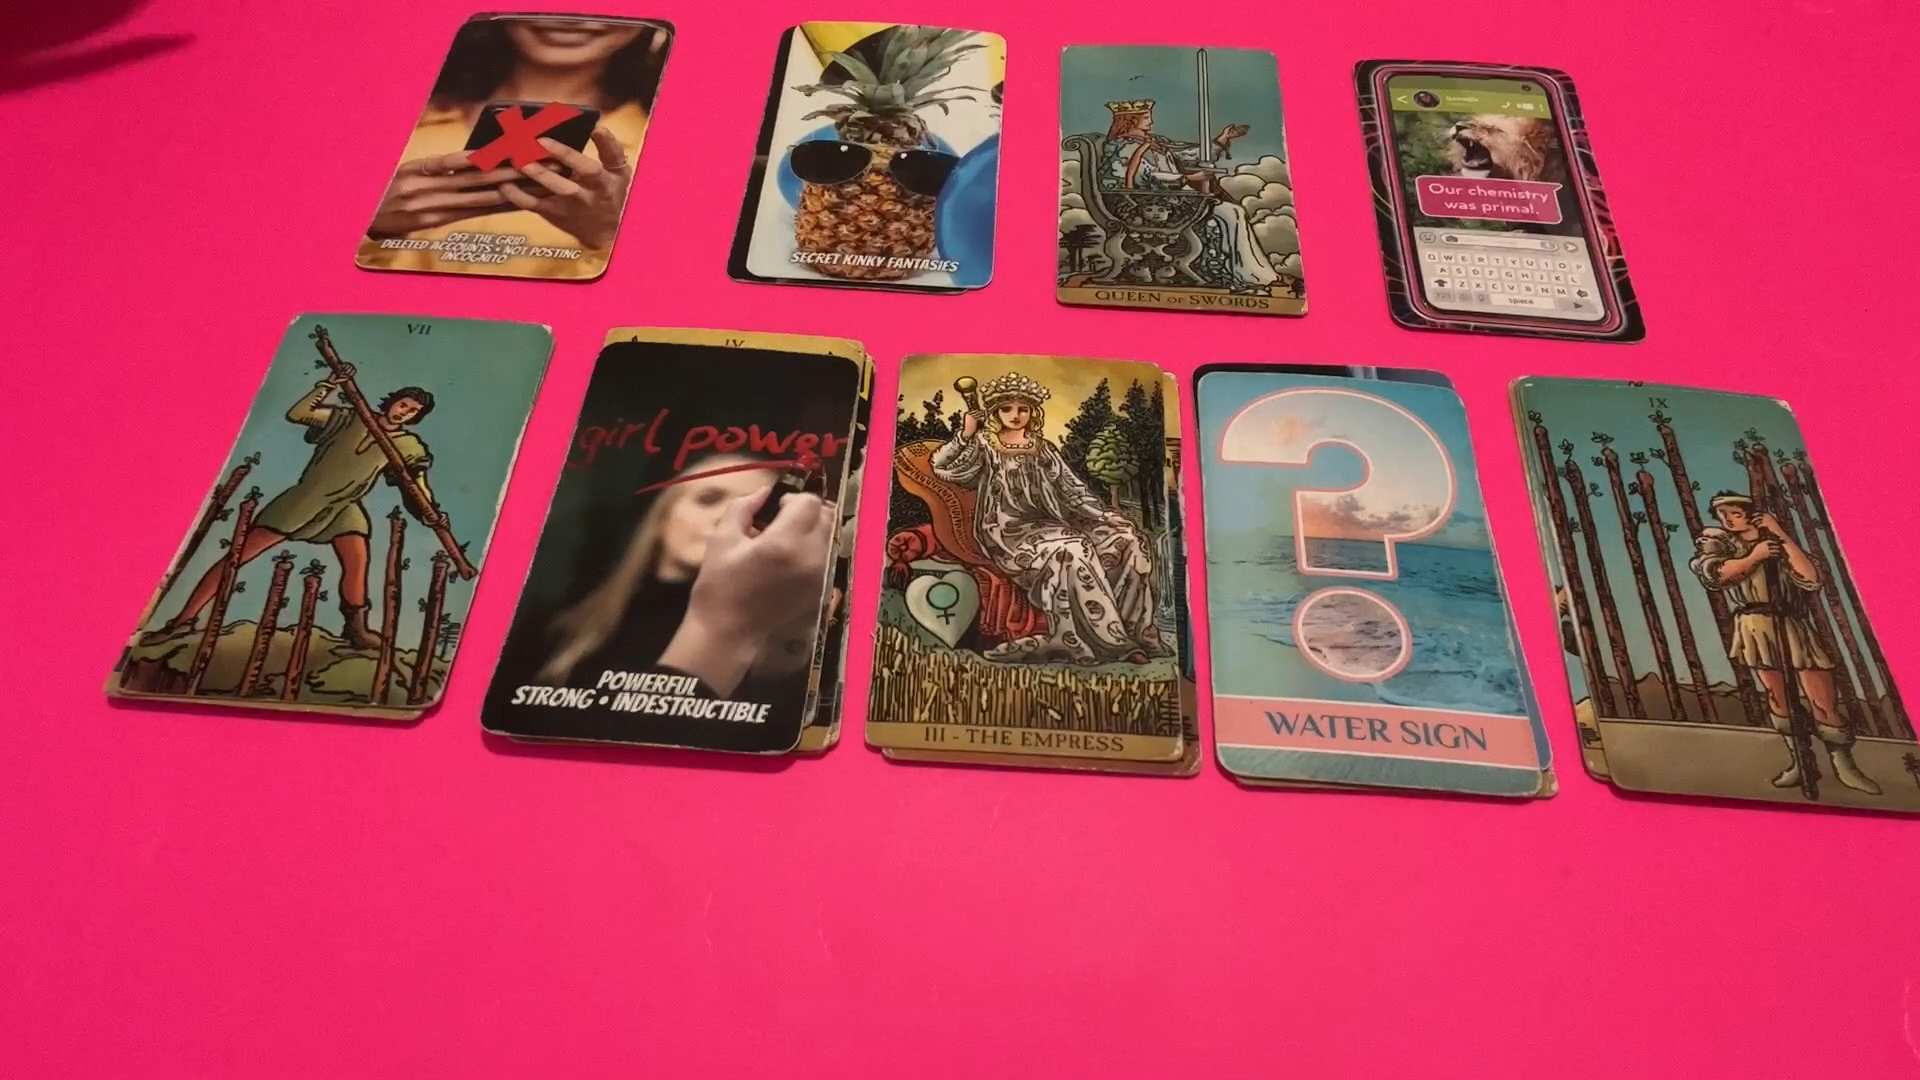 OFF THE GRID
DELETED ACCOUNTS • NOT POSTING
INCOGNITO
SECRET KINKY FANTASIES
QUEEN OF SWORDS
Our chemistry
was primal.
Q W E R T Y U I O P
A S D F G H J K L
Z X C V B N M
space
VII
IV
girl power
POWERFUL
STRONG • INDESTRUCTIBLE
III - THE EMPRESS
?
WATER SIGN
IX